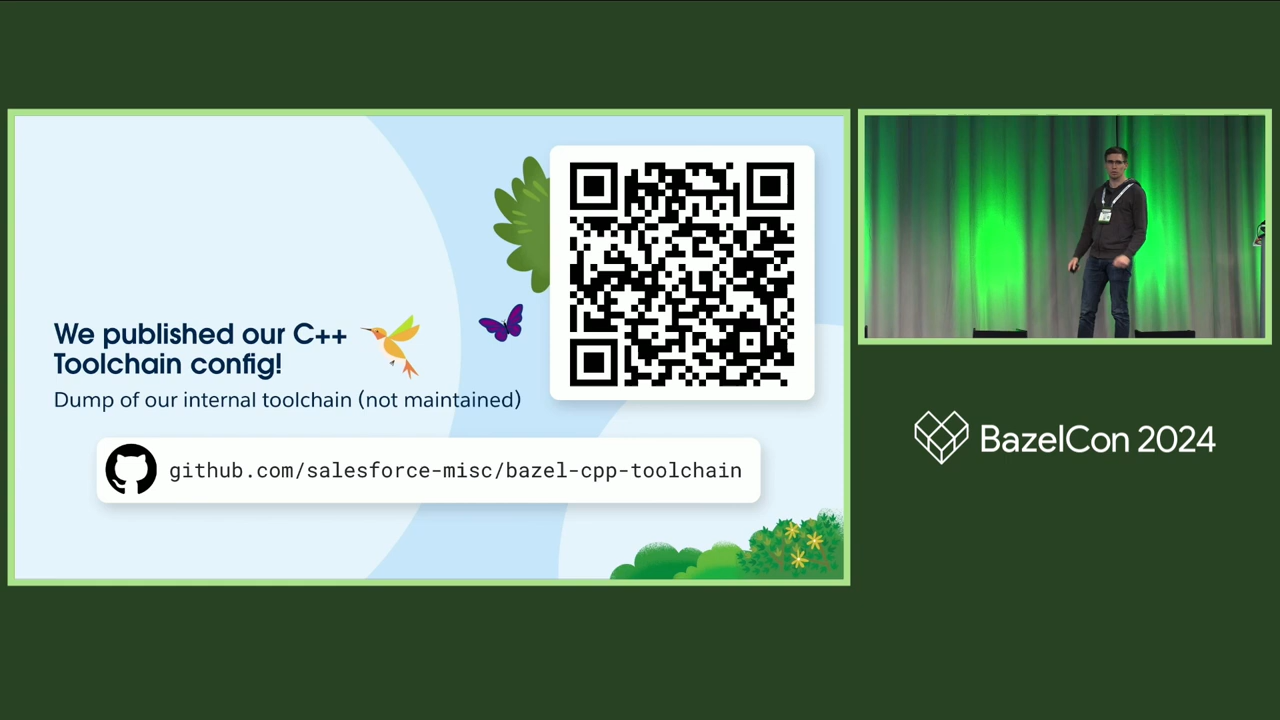 We published our C++
Toolchain config!
Dump of our internal toolchain (not maintained)
github.com/salesforce-misc/bazel-cpp-toolchain
BazelCon 2024